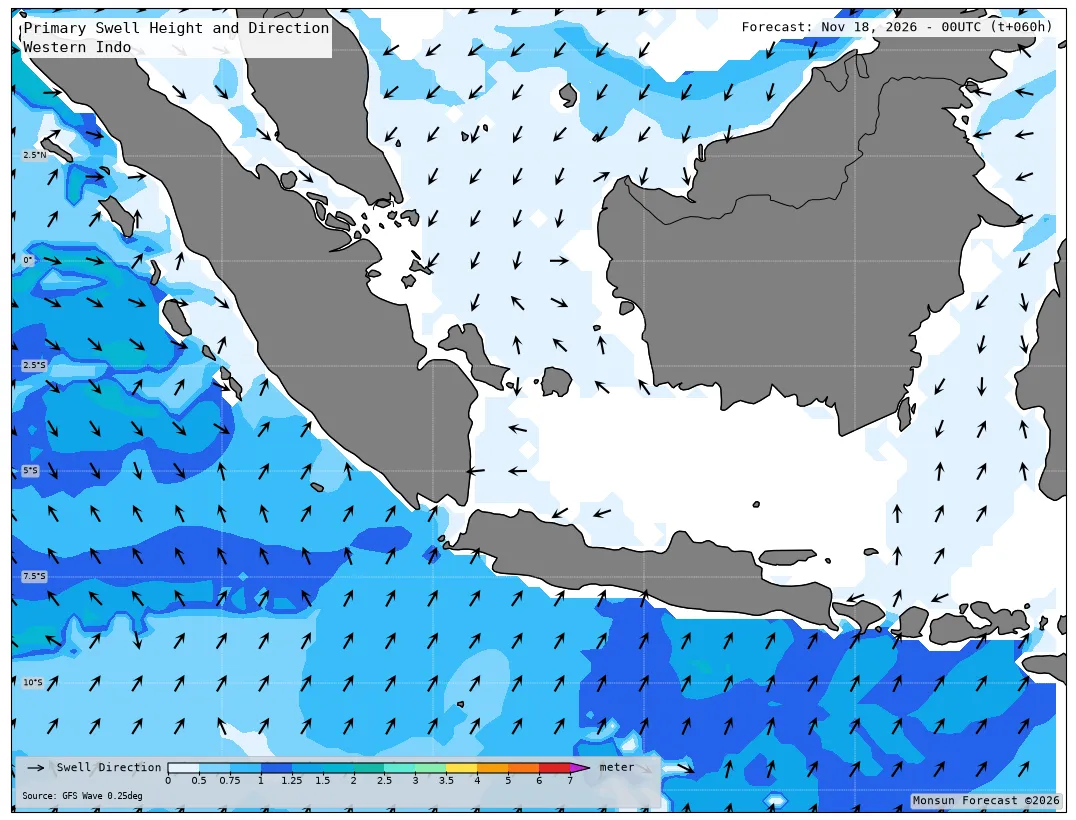 Primary Swell Height and Direction
Western Indo
Forecast: Nov 18, 2026 - 00UTC (t+060h)
2.5°N
0°
2.5°S
5°S
7.5°S
10°S
Swell Direction
0 0.5 0.75 1 1.25 1.5 2 2.5 3 3.5 4 5 6 7
meter
Source: GFS Wave 0.25deg
Monsun Forecast ©2026